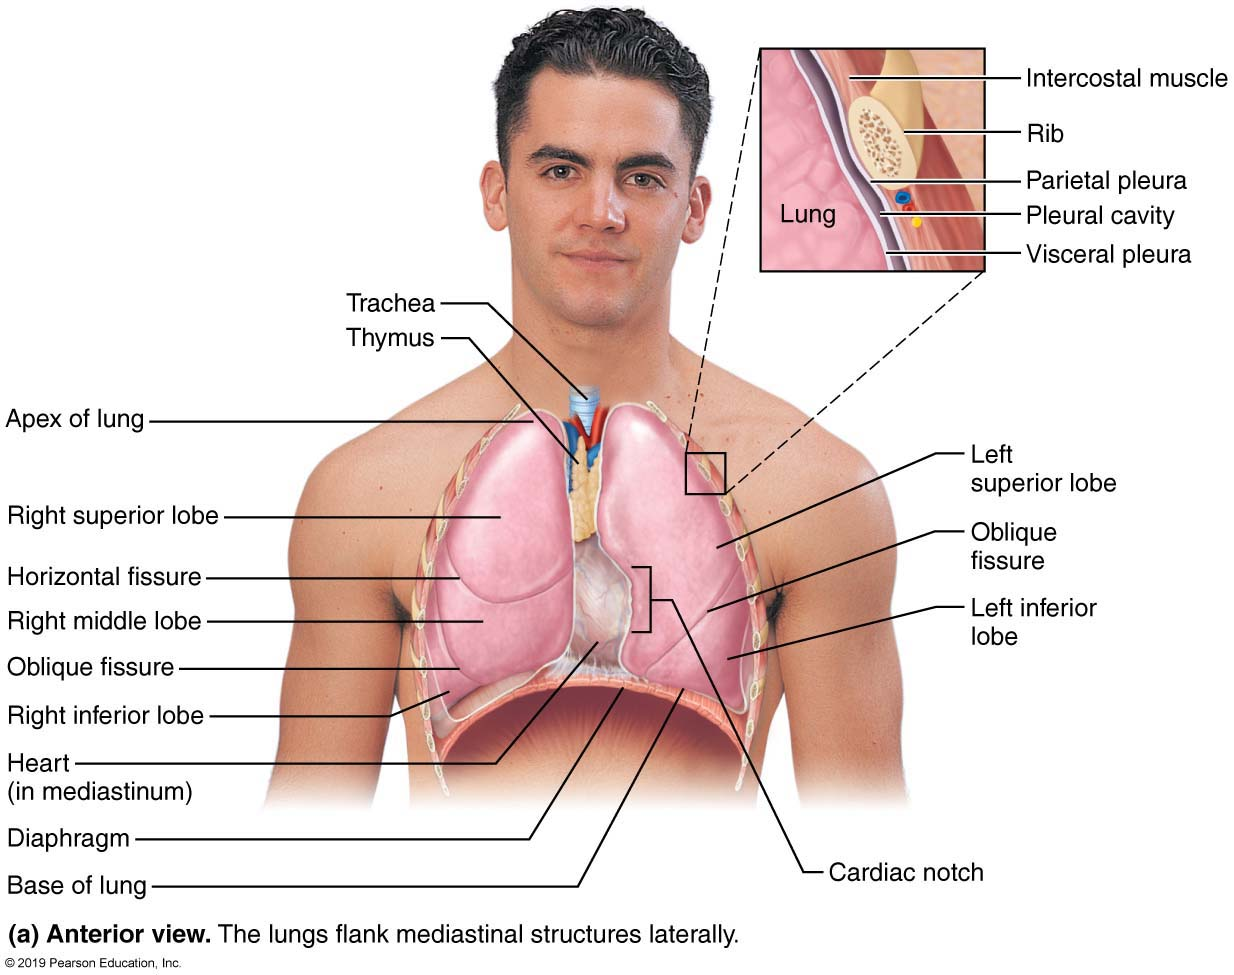 Intercostal muscle
Rib
Parietal pleura
Lung
Pleural cavity
Visceral pleura
Trachea
Thymus
Apex of lung
Left
superior lobe
Right superior lobe
Oblique
fissure
Horizontal fissure
Left inferior
lobe
Right middle lobe
Oblique fissure
Right inferior lobe
Heart
(in mediastinum)
Diaphragm
Base of lung
Cardiac notch
(a) Anterior view. The lungs flank mediastinal structures laterally.
© 2019 Pearson Education, Inc.